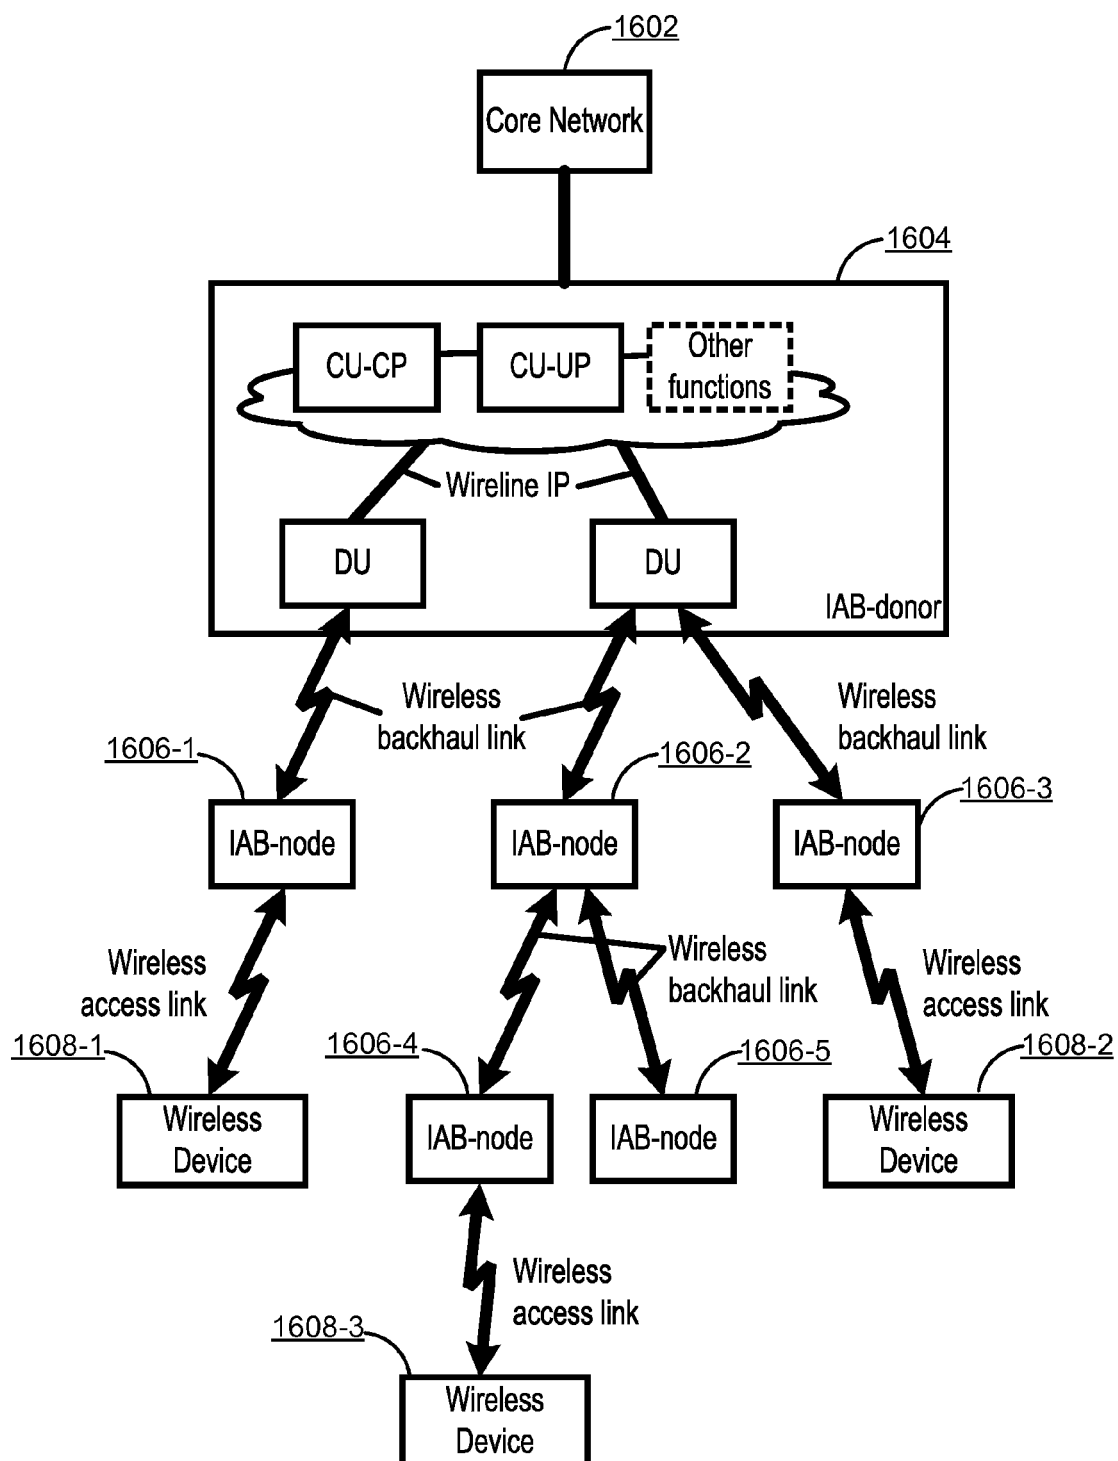 1602
Core Network
1604
CU-CP
CU-UP
Other
functions
Wireline IP
DU
DU
IAB-donor
Wireless
backhaul link
Wireless
backhaul link
1606-1
1606-2
1606-3
IAB-node
IAB-node
IAB-node
Wireless
access link
Wireless
backhaul link
Wireless
access link
1608-1
1606-4
1606-5
1608-2
Wireless
Device
IAB-node
IAB-node
Wireless
Device
Wireless
access link
1608-3
Wireless
Device